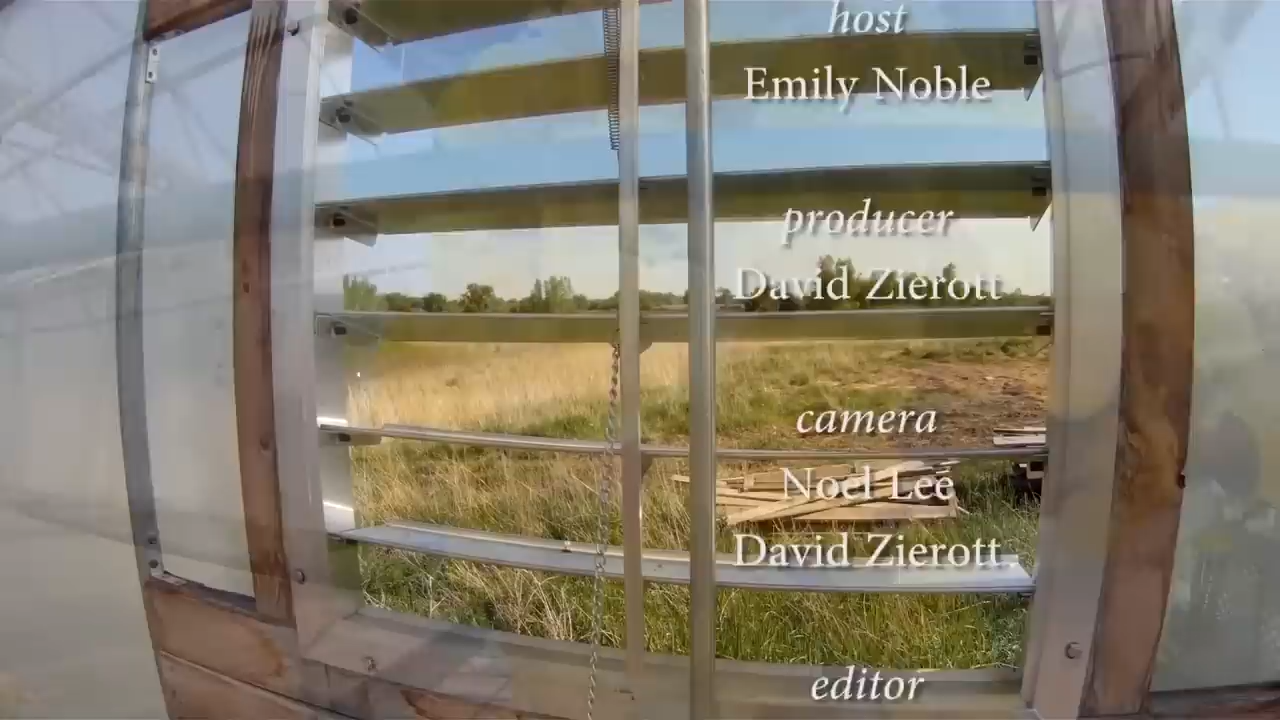 host
Emily Noble
producer
David Zierott
camera
Noel Lee
David Zierott
editor